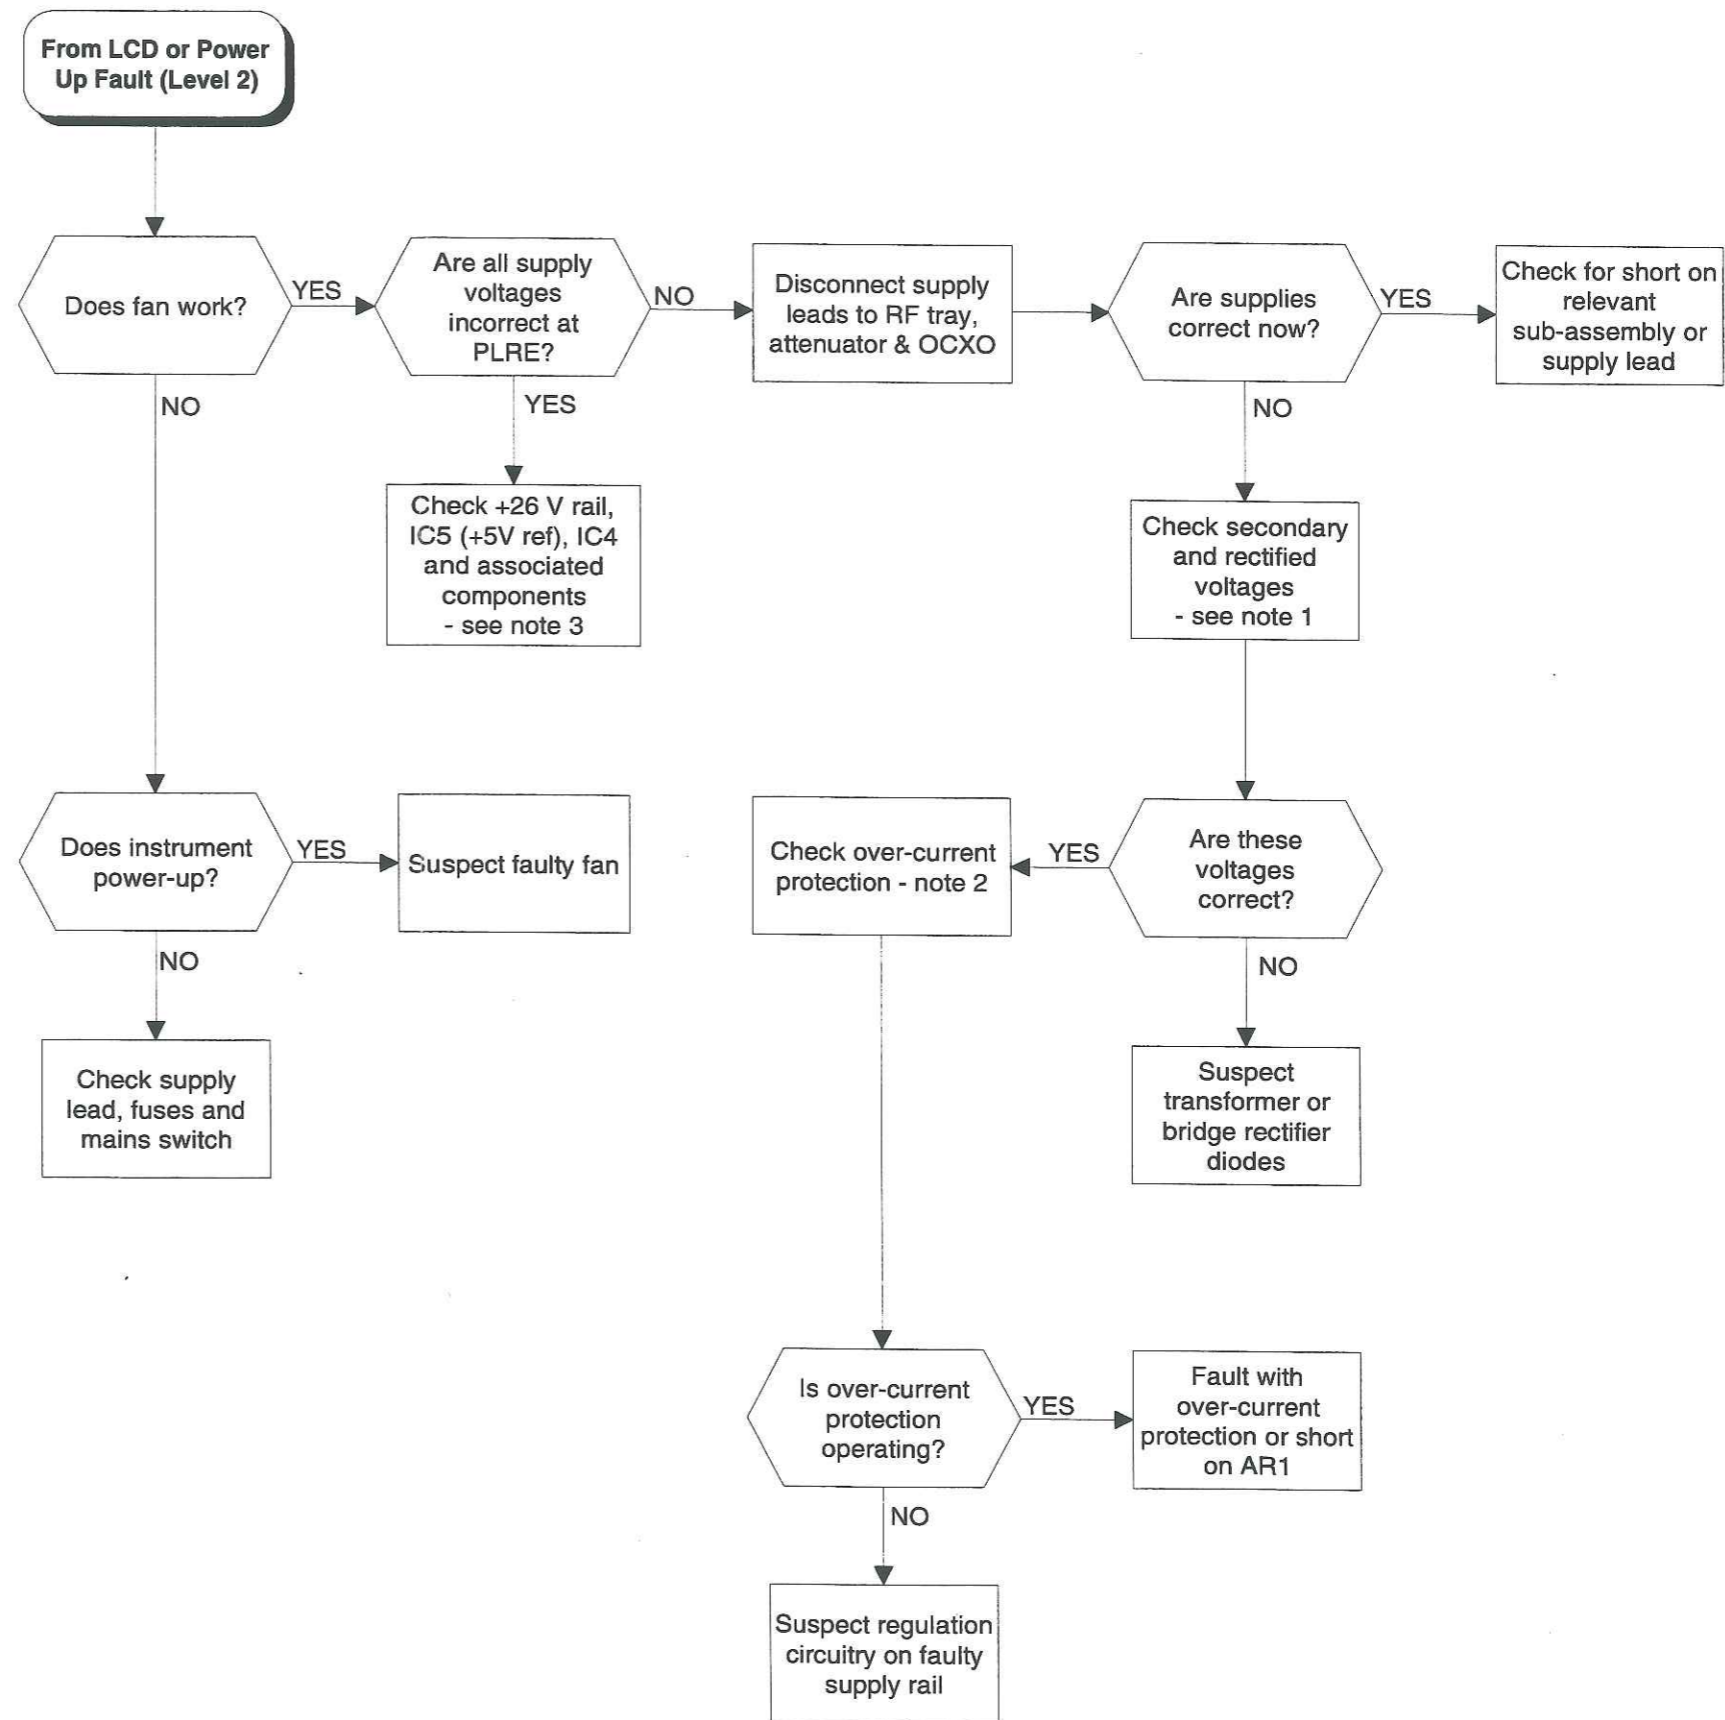 From LCD or Power
Up Fault (Level 2)
Does fan work?
YES
NO
Are all supply
voltages
incorrect at
PLRE?
NO
YES
Disconnect supply
leads to RF tray,
attenuator & OCXO
Are supplies
correct now?
YES
NO
Check for short on
relevant
sub-assembly or
supply lead
Check +26 V rail,
IC5 (+5V ref), IC4
and associated
components
- see note 3
Check secondary
and rectified
voltages
- see note 1
Does instrument
power-up?
YES
NO
Suspect faulty fan
Check over-current
protection - note 2
YES
Are these
voltages
correct?
NO
Check supply
lead, fuses and
mains switch
Suspect
transformer or
bridge rectifier
diodes
Is over-current
protection
operating?
YES
NO
Fault with
over-current
protection or short
on AR1
Suspect regulation
circuitry on faulty
supply rail